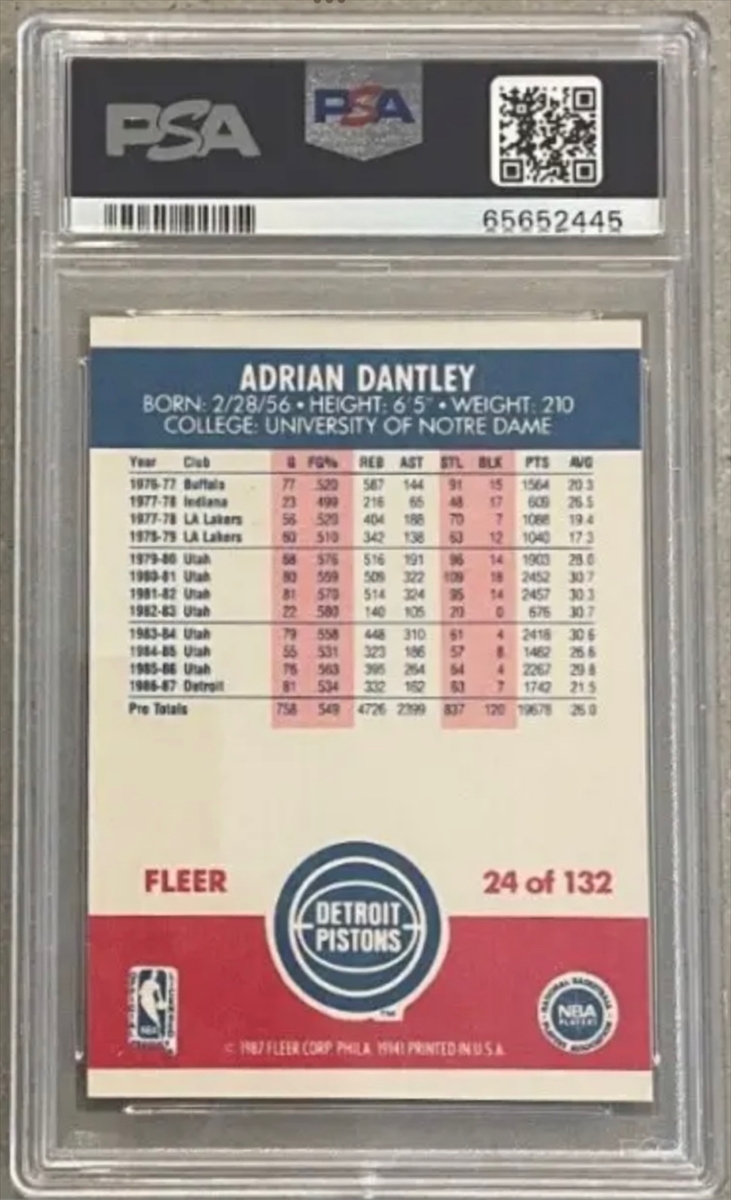 PSA
PSA
65652445
ADRIAN DANTLEY
BORN: 2/28/56 • HEIGHT: 6'5" • WEIGHT: 210
COLLEGE: UNIVERSITY OF NOTRE DAME
Year Club G FG% REB AST STL BLK PTS AVG
1976-77 Buffalo 77 .520 587 144 91 15 1564 20.3
1977-78 Indiana 23 .499 216 65 48 17 609 26.5
1977-78 LA Lakers 56 .520 404 188 70 7 1088 19.4
1978-79 LA Lakers 60 .510 342 138 63 12 1040 17.3
1979-80 Utah 68 .576 516 191 96 14 1903 28.0
1980-81 Utah 80 .559 509 322 109 18 2452 30.7
1981-82 Utah 81 .570 514 324 95 14 2457 30.3
1982-83 Utah 22 .580 140 105 20 0 676 30.7
1983-84 Utah 79 .558 448 310 61 4 2418 30.6
1984-85 Utah 55 .531 323 186 57 8 1462 26.6
1985-86 Utah 76 .563 395 264 64 4 2267 29.8
1986-87 Detroit 81 .534 332 162 63 7 1742 21.5
Pro Totals 758 .549 4726 2399 837 120 19678 26.0
FLEER
24 of 132
DETROIT
PISTONS
TM
NBA
NBA
PLAYERS
© 1987 FLEER CORP. PHILA. 19141 PRINTED IN U.S.A.